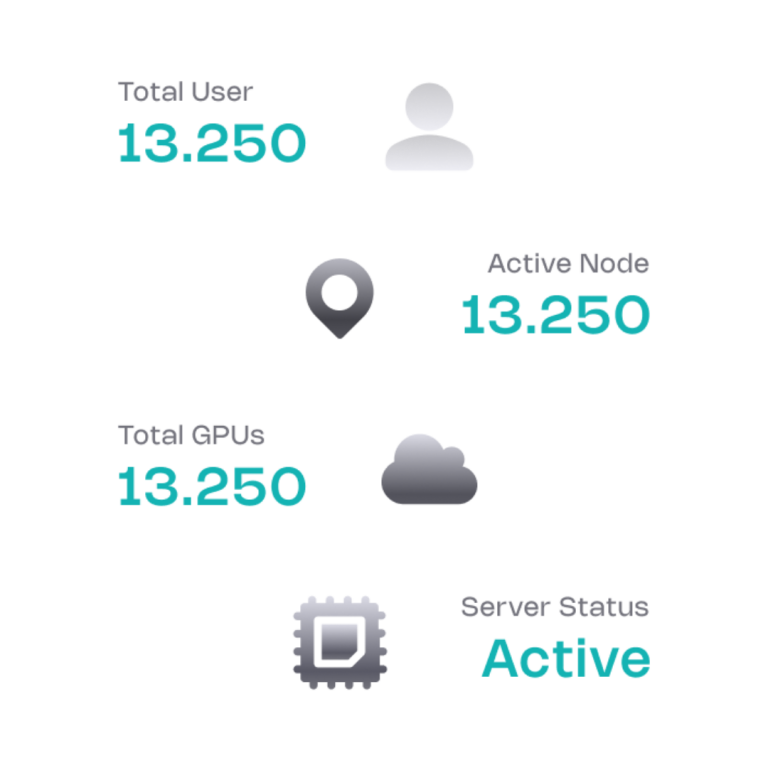 Total User
13.250
Active Node
13.250
Total GPUs
13.250
Server Status
Active